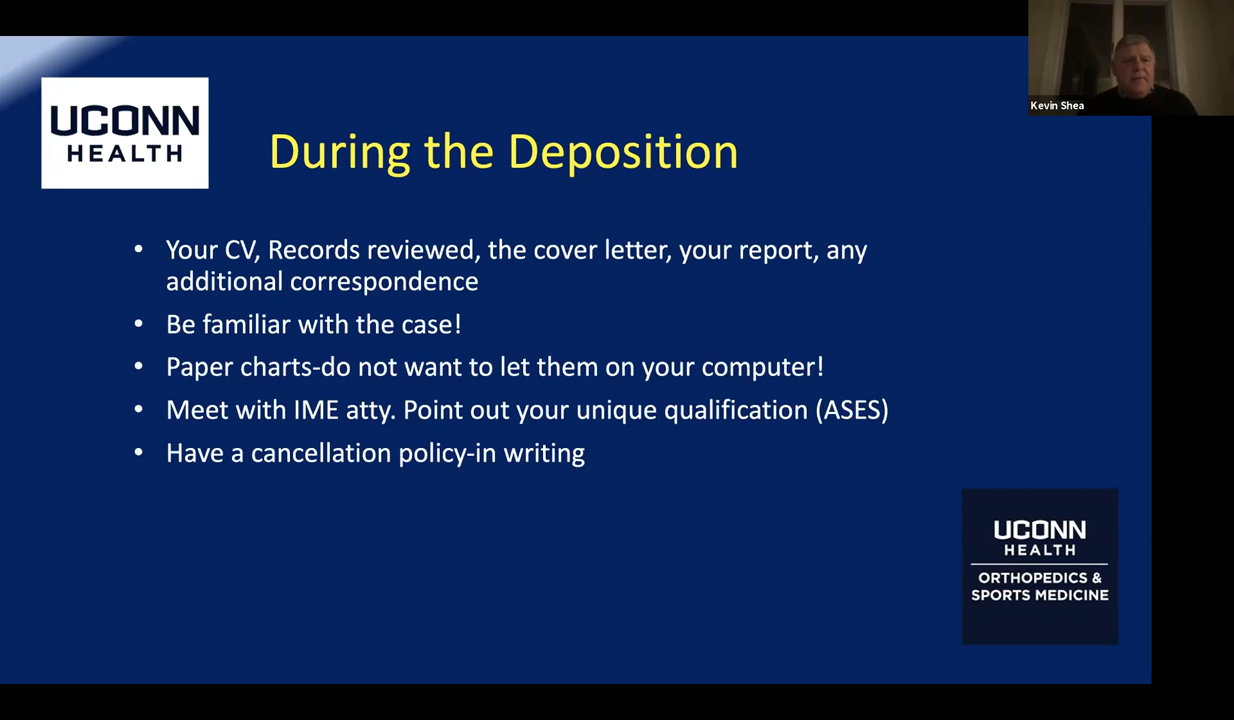 Kevin Shea
UCONN
HEALTH
During the Deposition
• Your CV, Records reviewed, the cover letter, your report, any
additional correspondence
• Be familiar with the case!
• Paper charts-do not want to let them on your computer!
• Meet with IME atty. Point out your unique qualification (ASES)
• Have a cancellation policy-in writing
UCONN
HEALTH
ORTHOPEDICS &
SPORTS MEDICINE